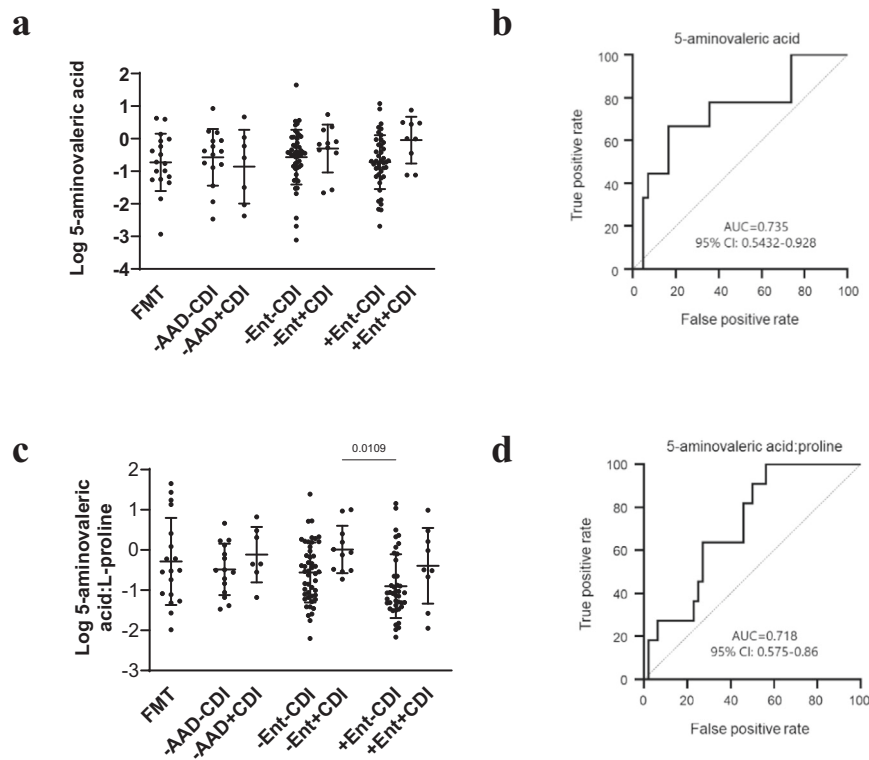 a
Log 5-aminovaleric acid
2
1
0
-1
-2
-3
-4
FMT
-AAD-CDI
-AAD+CDI
-Ent-CDI
-Ent+CDI
+Ent-CDI
+Ent+CDI
b
5-aminovaleric acid
True positive rate
100
80
60
40
20
0
AUC=0.735
95% CI: 0.5432-0.928
0 20 40 60 80 100
False positive rate
c
Log 5-aminovaleric
acid:L-proline
2
1
0
-1
-2
-3
0.0109
FMT
-AAD-CDI
-AAD+CDI
-Ent-CDI
-Ent+CDI
+Ent-CDI
+Ent+CDI
d
5-aminovaleric acid:proline
True positive rate
100
80
60
40
20
0
AUC=0.718
95% CI: 0.575-0.86
0 20 40 60 80 100
False positive rate